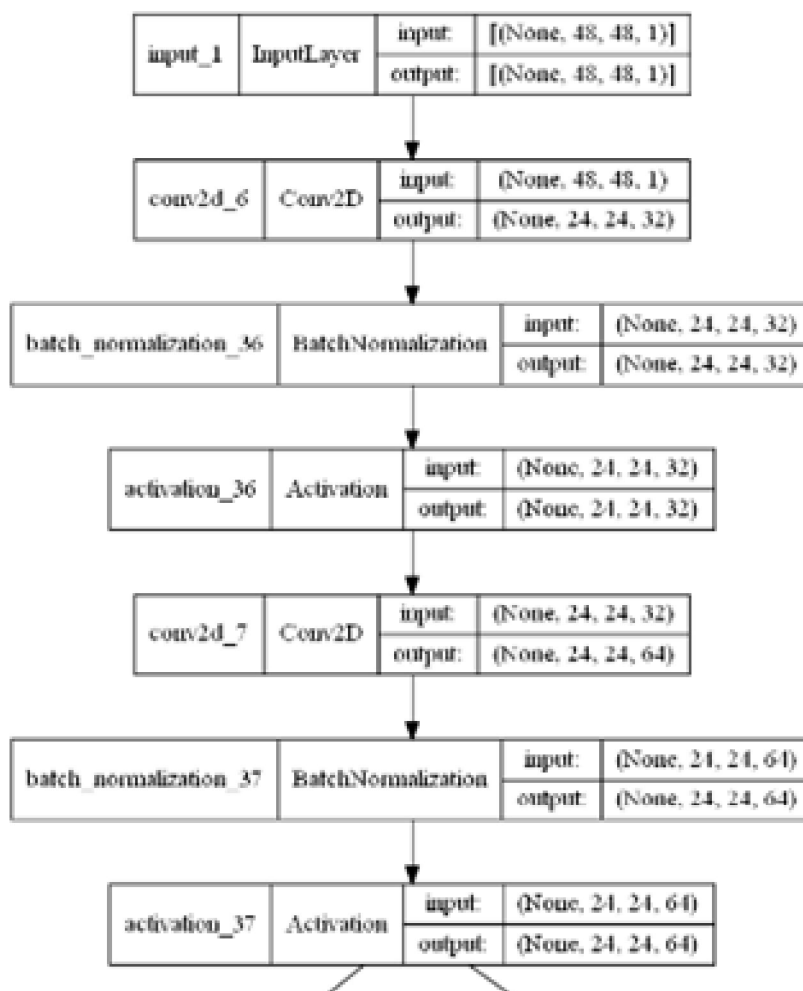 input_1 InputLayer input: [(None, 48, 48, 1)]
output: [(None, 48, 48, 1)]
conv2d_6 Conv2D input: (None, 48, 48, 1)
output: (None, 24, 24, 32)
batch_normalization_36 BatchNormalization input: (None, 24, 24, 32)
output: (None, 24, 24, 32)
activation_36 Activation input: (None, 24, 24, 32)
output: (None, 24, 24, 32)
conv2d_7 Conv2D input: (None, 24, 24, 32)
output: (None, 24, 24, 64)
batch_normalization_37 BatchNormalization input: (None, 24, 24, 64)
output: (None, 24, 24, 64)
activation_37 Activation input: (None, 24, 24, 64)
output: (None, 24, 24, 64)